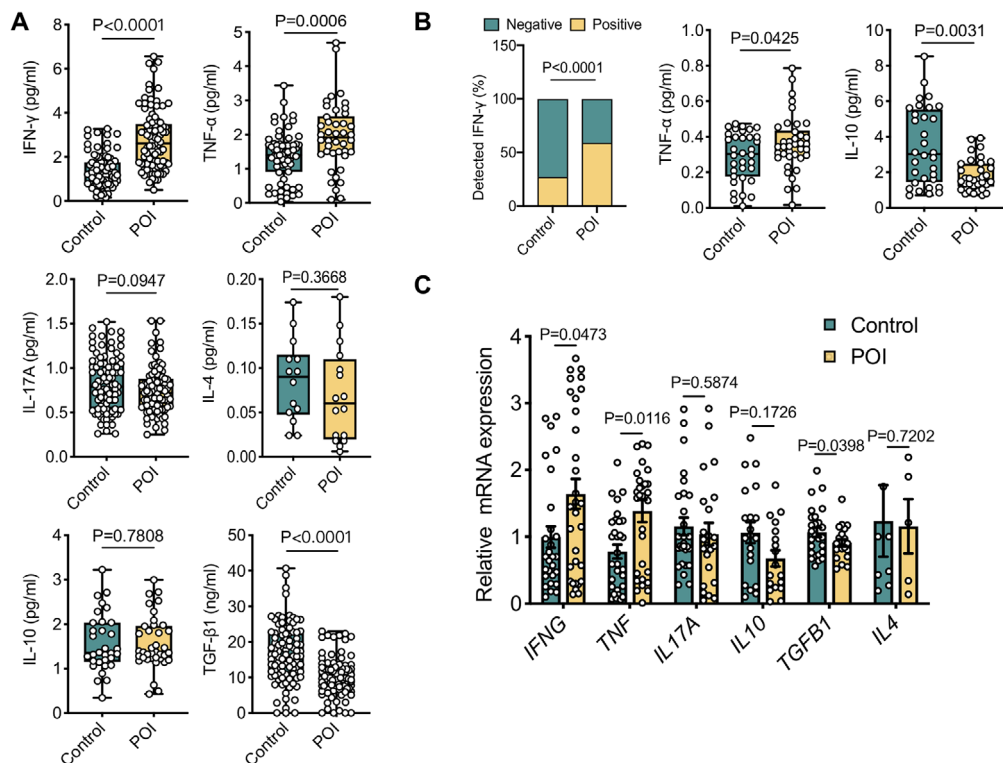 A
P<0.0001
IFN-γ (pg/ml)
8
6
4
2
0
Control
POI
P=0.0006
TNF-α (pg/ml)
5
4
3
2
1
0
Control
POI
P=0.0947
IL-17A (pg/ml)
1.5
1.0
0.5
0.0
Control
POI
P=0.3668
IL-4 (pg/ml)
0.20
0.15
0.10
0.05
0.00
Control
POI
P=0.7808
IL-10 (pg/ml)
4
3
2
1
0
Control
POI
P<0.0001
TGF-β1 (ng/ml)
50
40
30
20
10
0
Control
POI
B
Negative
Positive
P<0.0001
Detected IFN-γ (%)
150
100
50
0
Control
POI
P=0.0425
TNF-α (pg/ml)
1.0
0.8
0.6
0.4
0.2
0.0
Control
POI
P=0.0031
IL-10 (pg/ml)
10
8
6
4
2
0
Control
POI
C
Control
POI
Relative mRNA expression
4
3
2
1
0
P=0.0473
P=0.0116
P=0.5874
P=0.1726
P=0.0398
P=0.7202
IFNG
TNF
IL17A
IL10
TGFB1
IL4